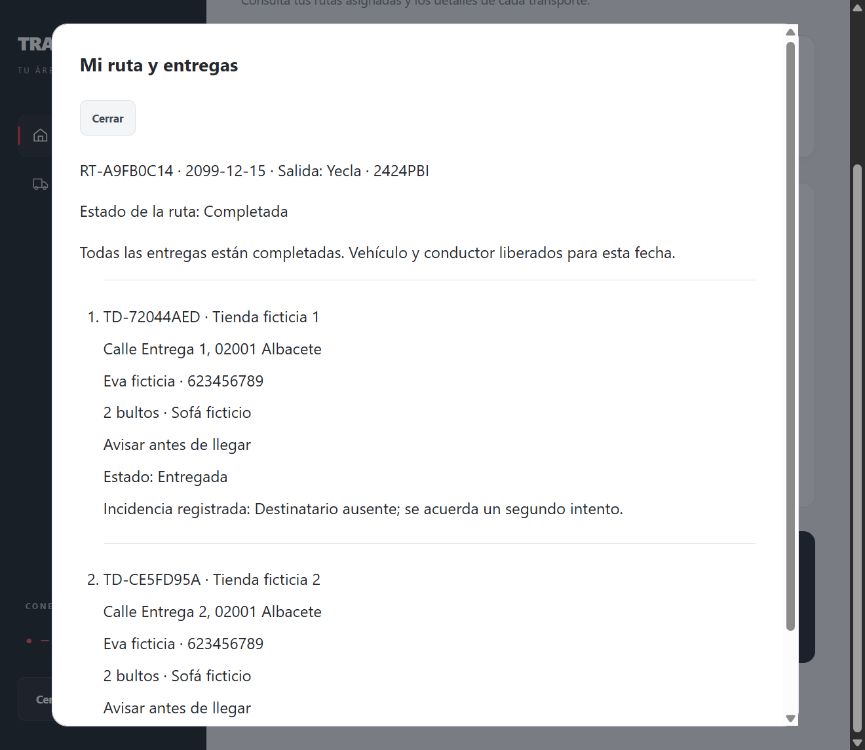 Consulta tus rutas asignadas y los detalles de cada transporte.
TRA
TU ÁRE
Mi ruta y entregas
Cerrar
RT-A9FB0C14 · 2099-12-15 · Salida: Yecla · 2424PBI
Estado de la ruta: Completada
Todas las entregas están completadas. Vehículo y conductor liberados para esta fecha.
1. TD-72044AED · Tienda ficticia 1
Calle Entrega 1, 02001 Albacete
Eva ficticia · 623456789
2 bultos · Sofá ficticio
Avisar antes de llegar
Estado: Entregada
Incidencia registrada: Destinatario ausente; se acuerda un segundo intento.
2. TD-CE5FD95A · Tienda ficticia 2
Calle Entrega 2, 02001 Albacete
Eva ficticia · 623456789
2 bultos · Sofá ficticio
Avisar antes de llegar
CONE
Cer